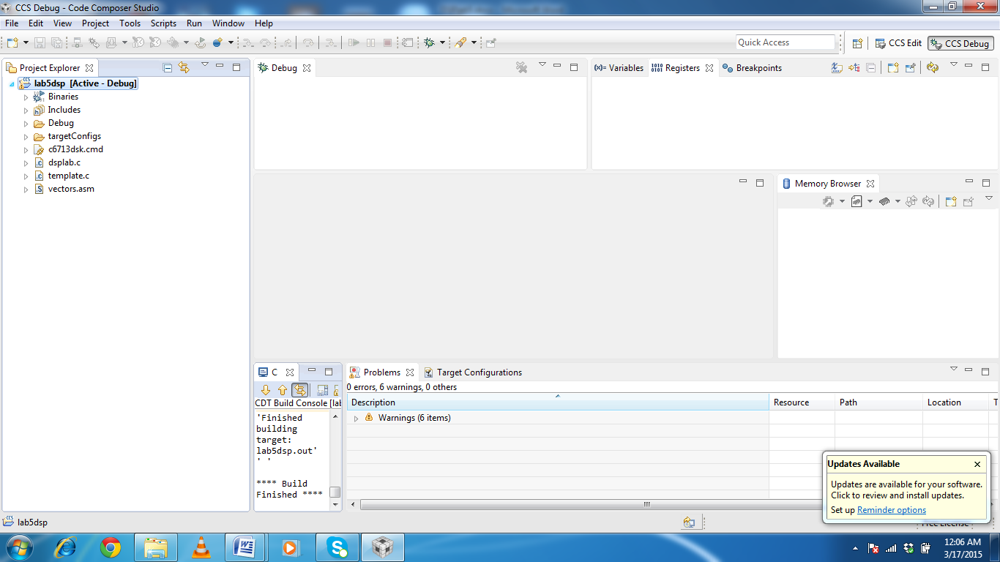 CCS Debug - Code Composer Studio
File Edit View Project Tools Scripts Run Window Help
Quick Access
CCS Edit
CCS Debug
Project Explorer
lab5dsp [Active - Debug]
Binaries
Includes
Debug
targetConfigs
c6713dsk.cmd
dsplab.c
template.c
vectors.asm
Debug
(x)= Variables
1010
0101
Registers
Breakpoints
Memory Browser
C
CDT Build Console [lab
'Finished
building
target:
lab5dsp.out'
' '
**** Build
Finished ****
Problems
Target Configurations
0 errors, 6 warnings, 0 others
Description Resource Path Location T
Warnings (6 items)
Updates Available
Updates are available for your software.
Click to review and install updates.
Set up Reminder options
lab5dsp
Free License
12:06 AM
3/17/2015